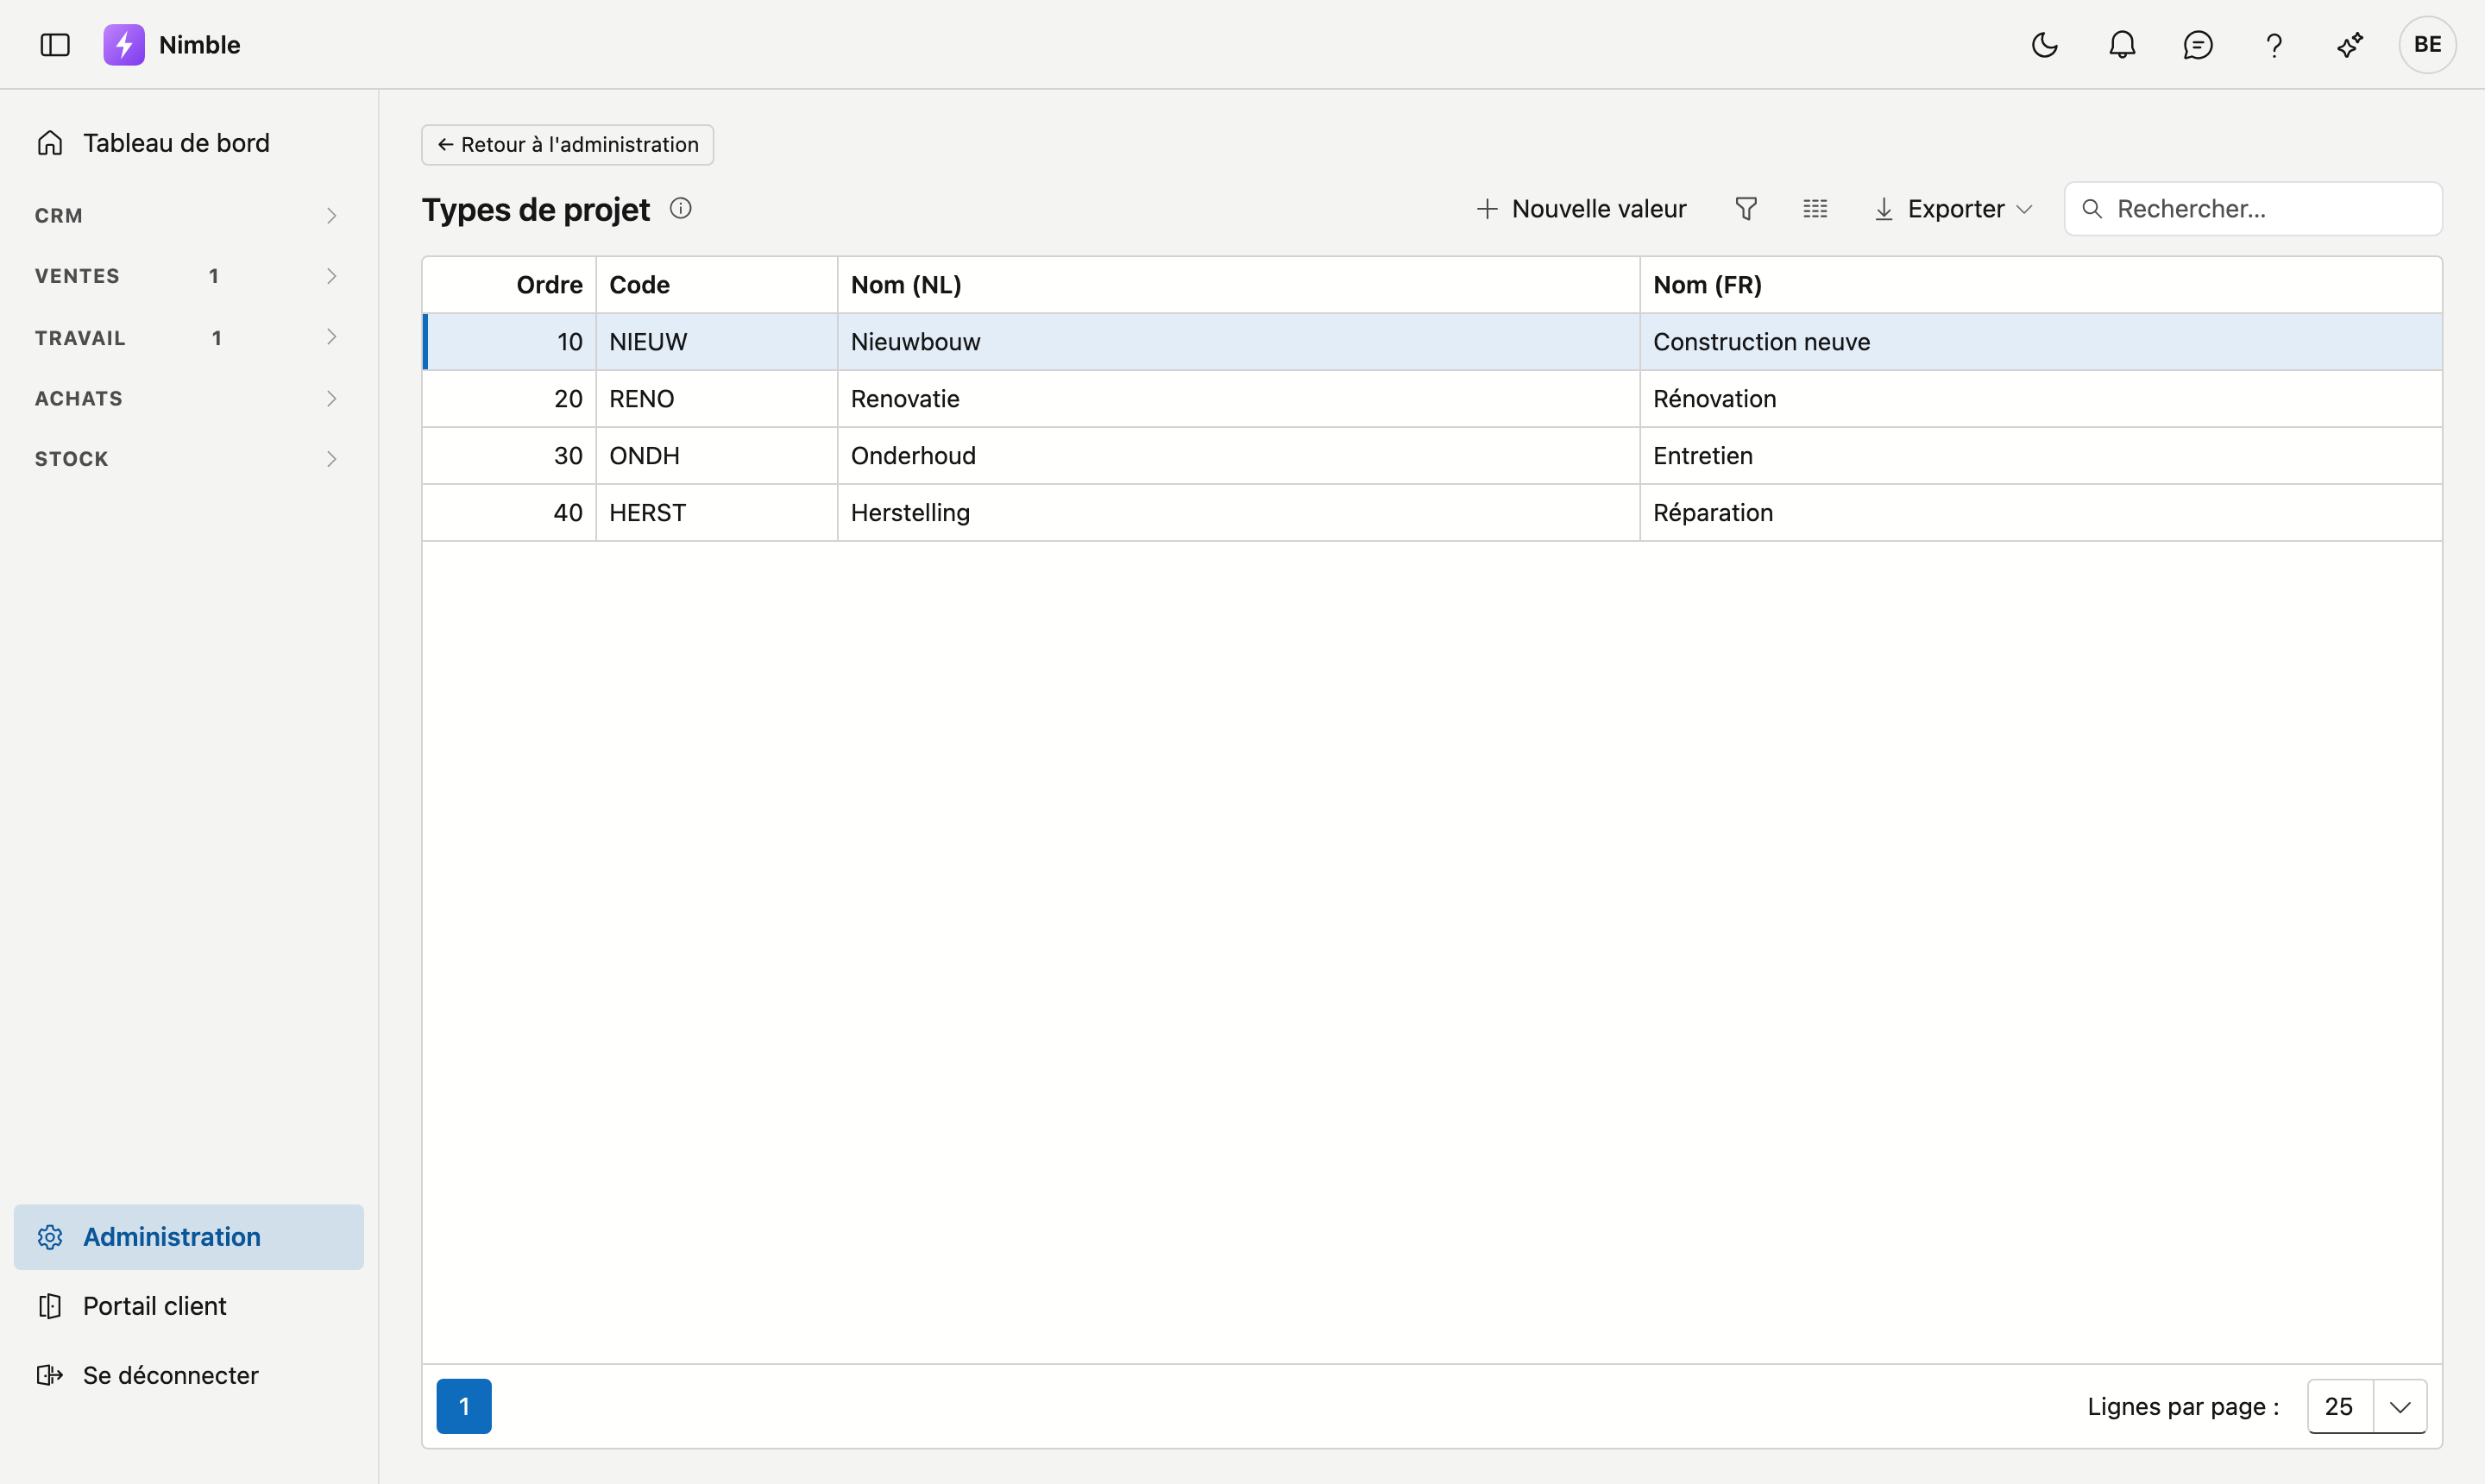 Nimble
BE
Tableau de bord
CRM
VENTES 1
TRAVAIL 1
ACHATS
STOCK
Administration
Portail client
Se déconnecter
← Retour à l'administration
Types de projet
Nouvelle valeur
Exporter
Rechercher...
Ordre Code Nom (NL) Nom (FR)
10 NIEUW Nieuwbouw Construction neuve
20 RENO Renovatie Rénovation
30 ONDH Onderhoud Entretien
40 HERST Herstelling Réparation
1
Lignes par page : 25